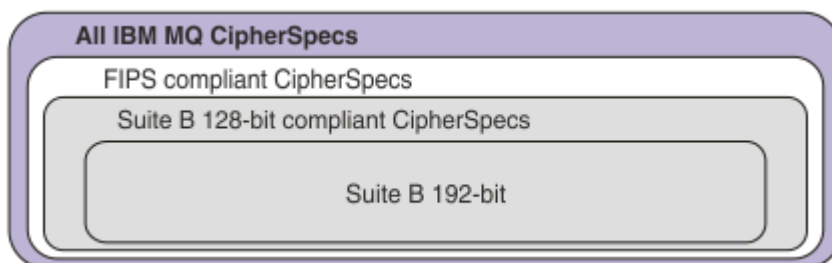 All IBM MQ CipherSpecs
FIPS compliant CipherSpecs
Suite B 128-bit compliant CipherSpecs
Suite B 192-bit